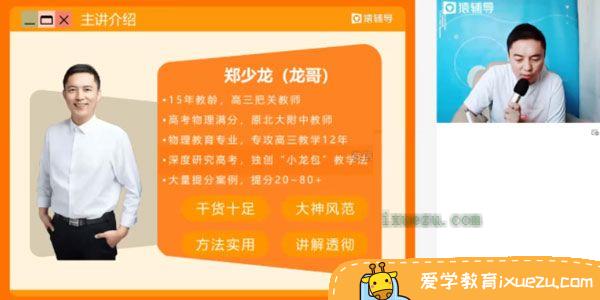 主讲介绍
猿辅导
猿辅导
郑少龙（龙哥）
•15年教龄，高三把关教师
•高考物理满分，原北大附中教师
•物理教育专业，专攻高三教学12年
•深度研究高考，独创“小龙包”教学法
•大量提分案例，提分20~80+
干货十足
大神风范
方法实用
讲解透彻
ixuezu.com
爱学教育ixuezu.com